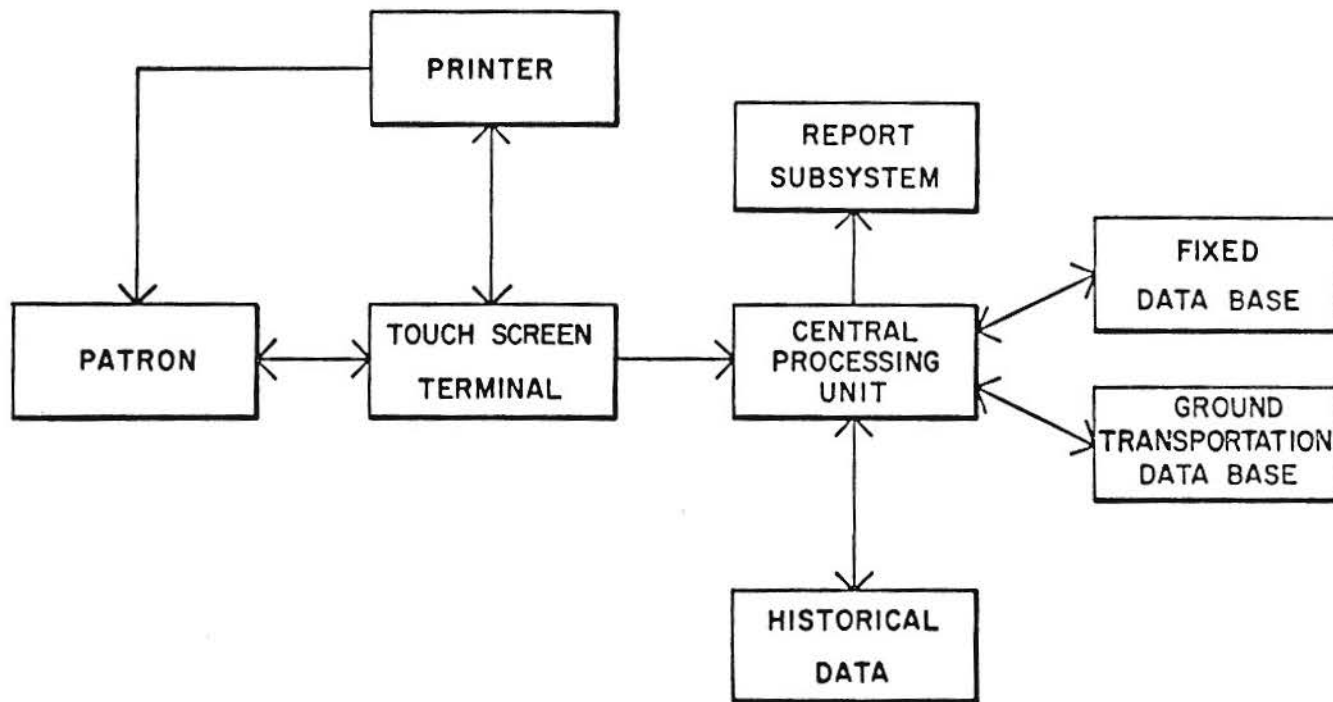 PRINTER
REPORT
SUBSYSTEM
FIXED
DATA BASE
PATRON
TOUCH SCREEN
TERMINAL
CENTRAL
PROCESSING
UNIT
GROUND
TRANSPORTATION
DATA BASE
HISTORICAL
DATA